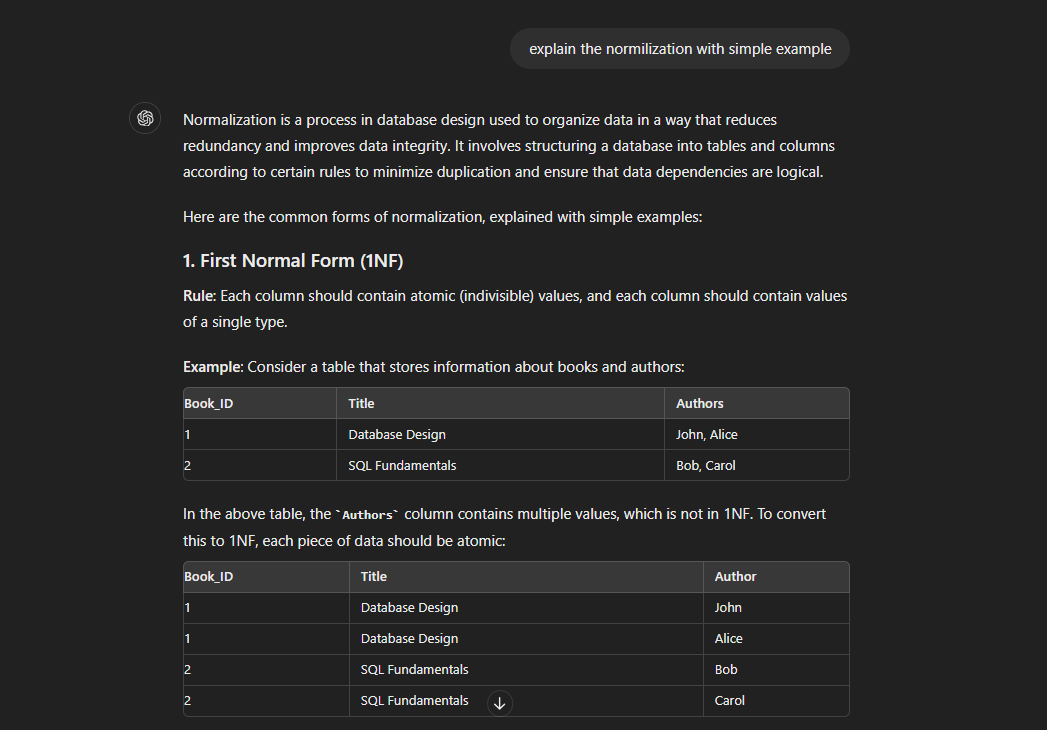 explain the normilization with simple example
Normalization is a process in database design used to organize data in a way that reduces
redundancy and improves data integrity. It involves structuring a database into tables and columns
according to certain rules to minimize duplication and ensure that data dependencies are logical.
Here are the common forms of normalization, explained with simple examples:
1. First Normal Form (1NF)
Rule: Each column should contain atomic (indivisible) values, and each column should contain values
of a single type.
Example: Consider a table that stores information about books and authors:
Book_ID Title Authors
1 Database Design John, Alice
2 SQL Fundamentals Bob, Carol
In the above table, the `Authors` column contains multiple values, which is not in 1NF. To convert
this to 1NF, each piece of data should be atomic:
Book_ID Title Author
1 Database Design John
1 Database Design Alice
2 SQL Fundamentals Bob
2 SQL Fundamentals Carol